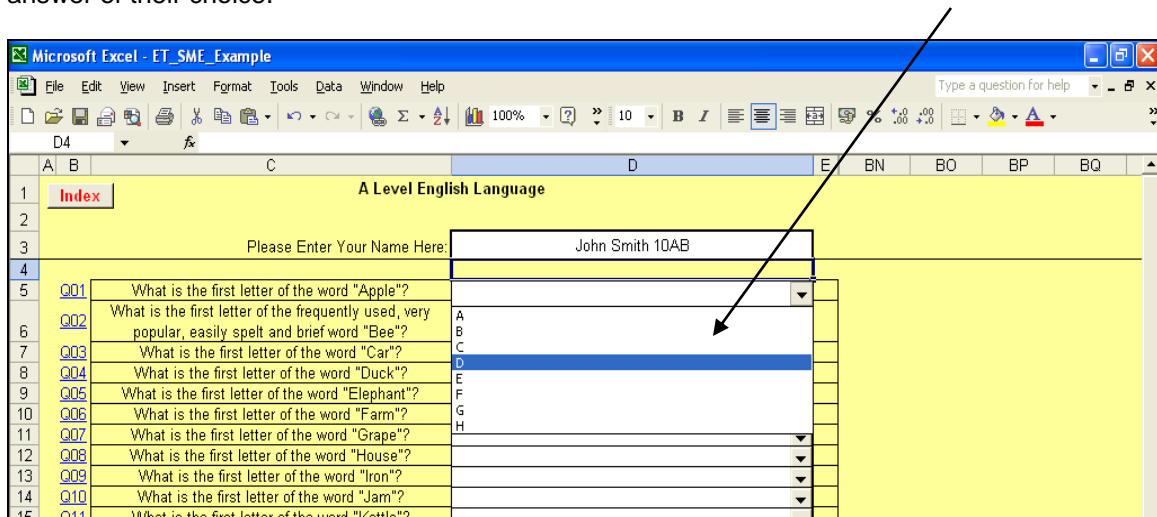 answer of their choice.
Microsoft Excel - ET_SME_Example
File Edit View Insert Format Tools Data Window Help
Type a question for help
100%
10
B I
D4
fx
A B C D E BN BO BP BQ
1 Index A Level English Language
2
3 Please Enter Your Name Here: John Smith 10AB
4
5 Q01 What is the first letter of the word "Apple"?
What is the first letter of the frequently used, very
6 Q02 popular, easily spelt and brief word "Bee"?
7 Q03 What is the first letter of the word "Car"?
8 Q04 What is the first letter of the word "Duck"?
9 Q05 What is the first letter of the word "Elephant"?
10 Q06 What is the first letter of the word "Farm"?
11 Q07 What is the first letter of the word "Grape"?
12 Q08 What is the first letter of the word "House"?
13 Q09 What is the first letter of the word "Iron"?
14 Q10 What is the first letter of the word "Jam"?
15 Q11 What is the first letter of the word "Kettle"?
A
B
C
D
E
F
G
H